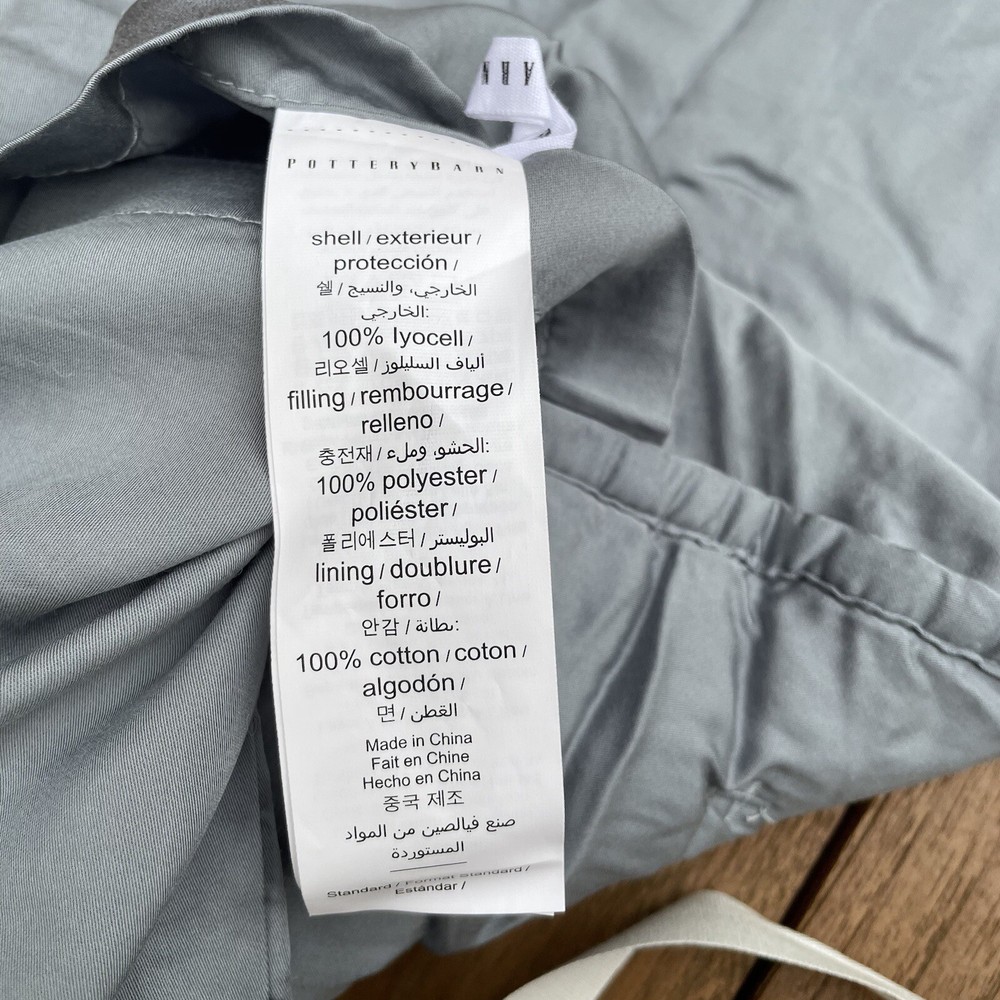 POTTERYBARN
shell / exterieur /
protección /
쉘 / الخارجي، والنسيج
الخارجي:
100% lyocell /
리오셀 / ألياف السليلوز
filling / rembourrage /
relleno /
충전재 / الحشو، وملء:
100% polyester /
poliéster /
폴리에스터 / البوليستر
lining / doublure /
forro /
안감 / بطانة:
100% cotton / coton /
algodón /
면 / القطن
Made in China
Fait en Chine
Hecho en China
중국 제조
صنع فيالصين من المواد
المستوردة
Standard / Format Standard /
Estándar /